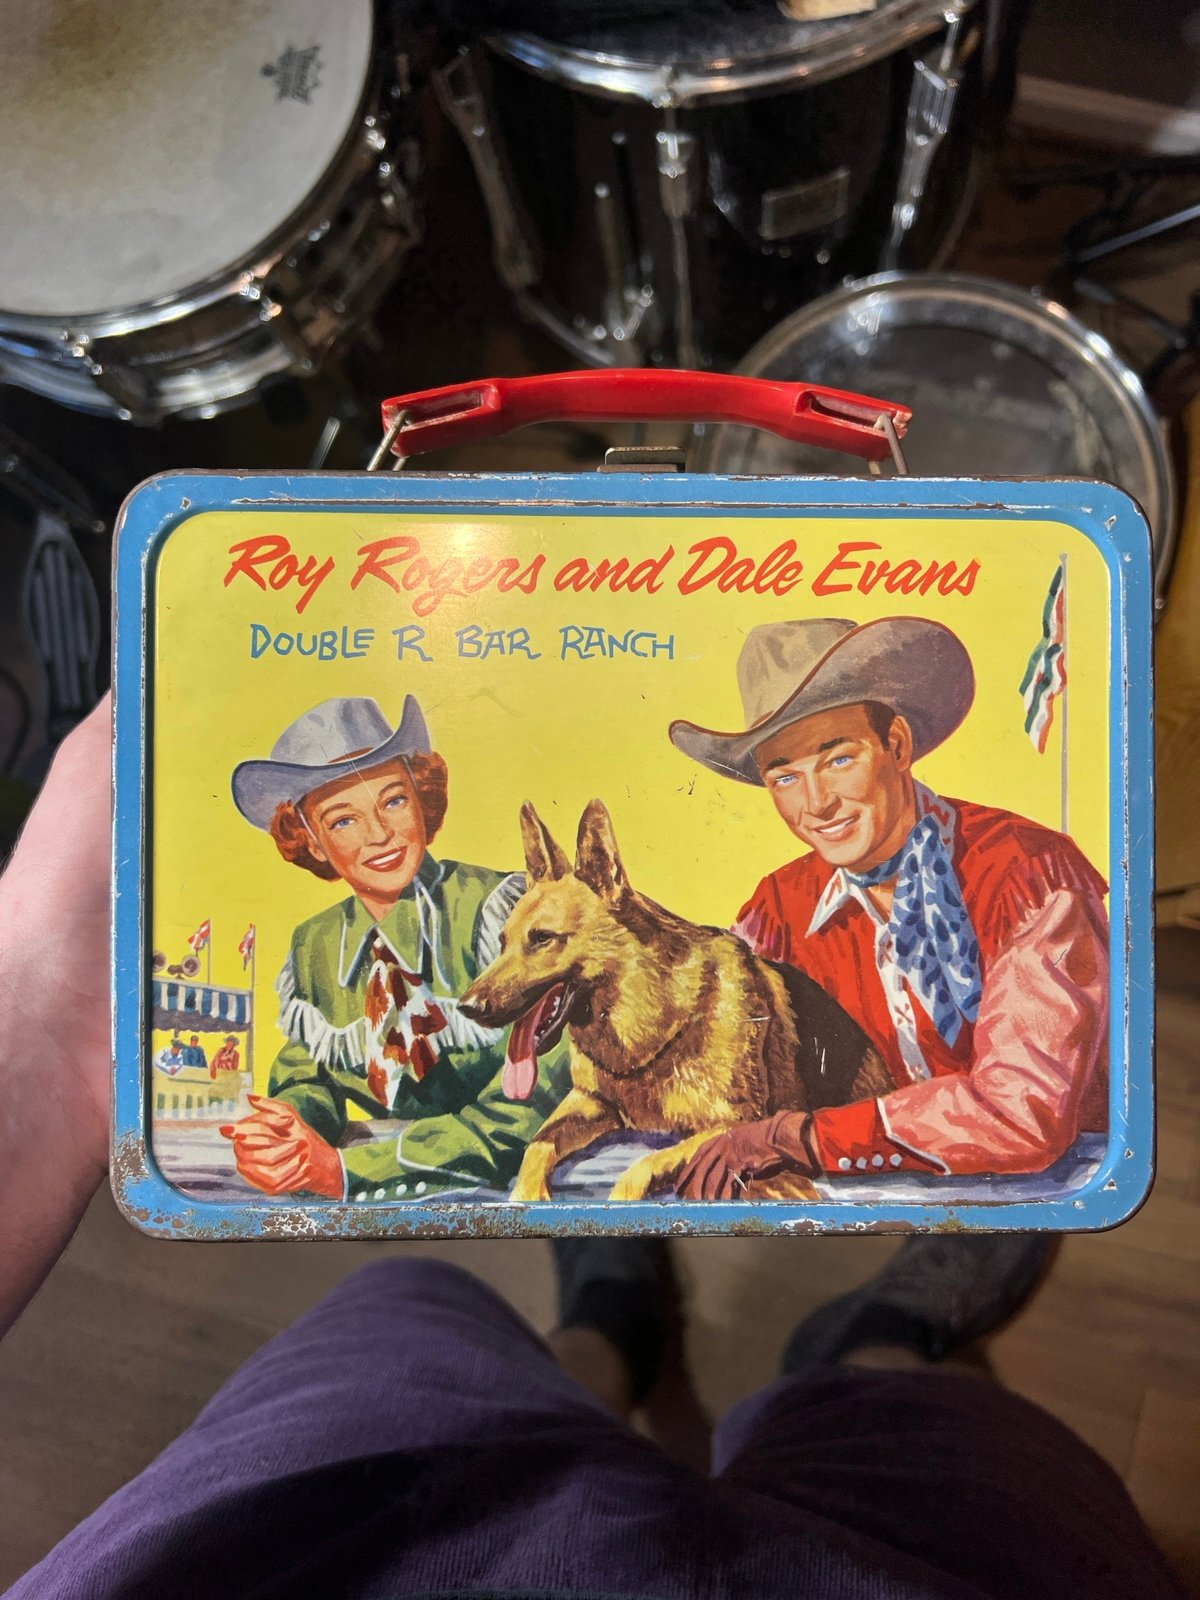 Roy Rogers and Dale Evans
DOUBLE R BAR RANCH